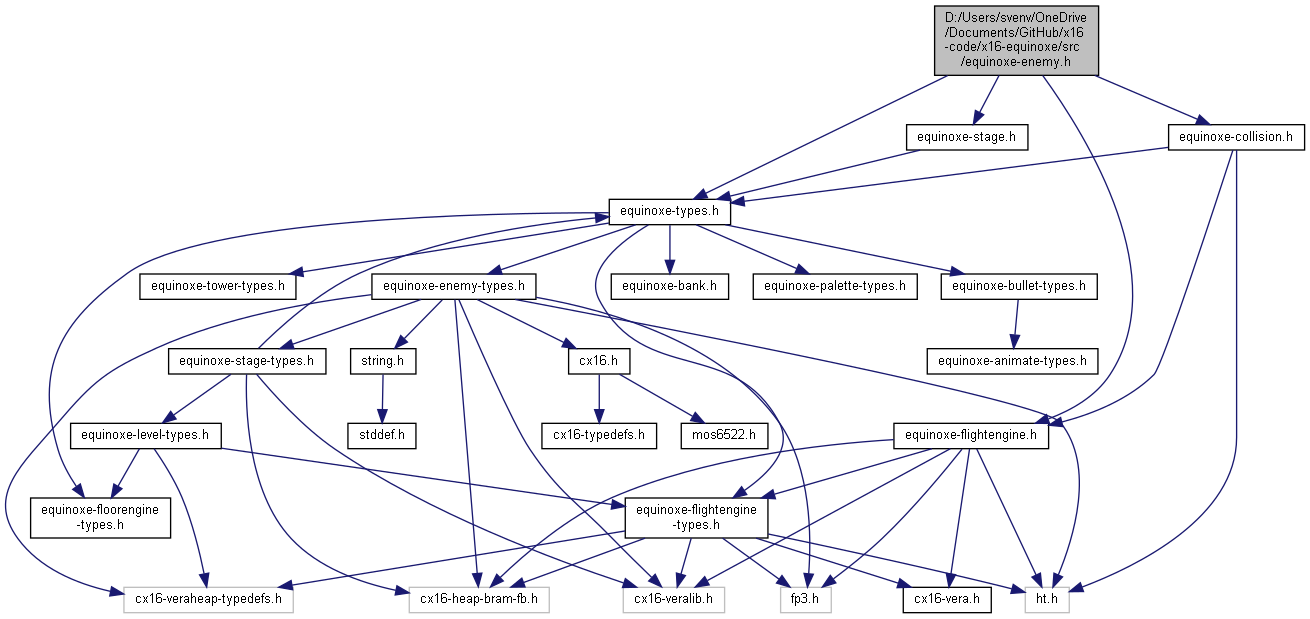 D:/Users/svenv/OneDrive
/Documents/GitHub/x16
-code/x16-equinoxe/src
/equinoxe-enemy.h
equinoxe-stage.h
equinoxe-collision.h
equinoxe-types.h
equinoxe-tower-types.h
equinoxe-enemy-types.h
equinoxe-bank.h
equinoxe-palette-types.h
equinoxe-bullet-types.h
equinoxe-stage-types.h
string.h
cx16.h
equinoxe-animate-types.h
equinoxe-level-types.h
stddef.h
cx16-typedefs.h
mos6522.h
equinoxe-flightengine.h
equinoxe-floorengine
-types.h
equinoxe-flightengine
-types.h
cx16-veraheap-typedefs.h
cx16-heap-bram-fb.h
cx16-veralib.h
fp3.h
cx16-vera.h
ht.h